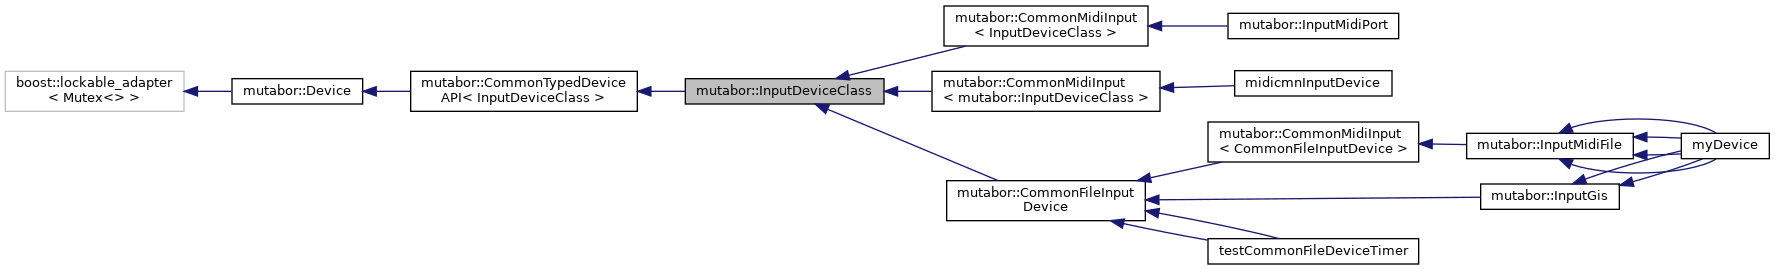 boost::lockable_adapter
< Mutex<> >
mutabor::Device
mutabor::CommonTypedDevice
API< InputDeviceClass >
mutabor::InputDeviceClass
mutabor::CommonMidiInput
< InputDeviceClass >
mutabor::InputMidiPort
mutabor::CommonMidiInput
< mutabor::InputDeviceClass >
midicmnInputDevice
mutabor::CommonFileInput
Device
mutabor::CommonMidiInput
< CommonFileInputDevice >
mutabor::InputMidiFile
myDevice
mutabor::InputGis
testCommonFileDeviceTimer